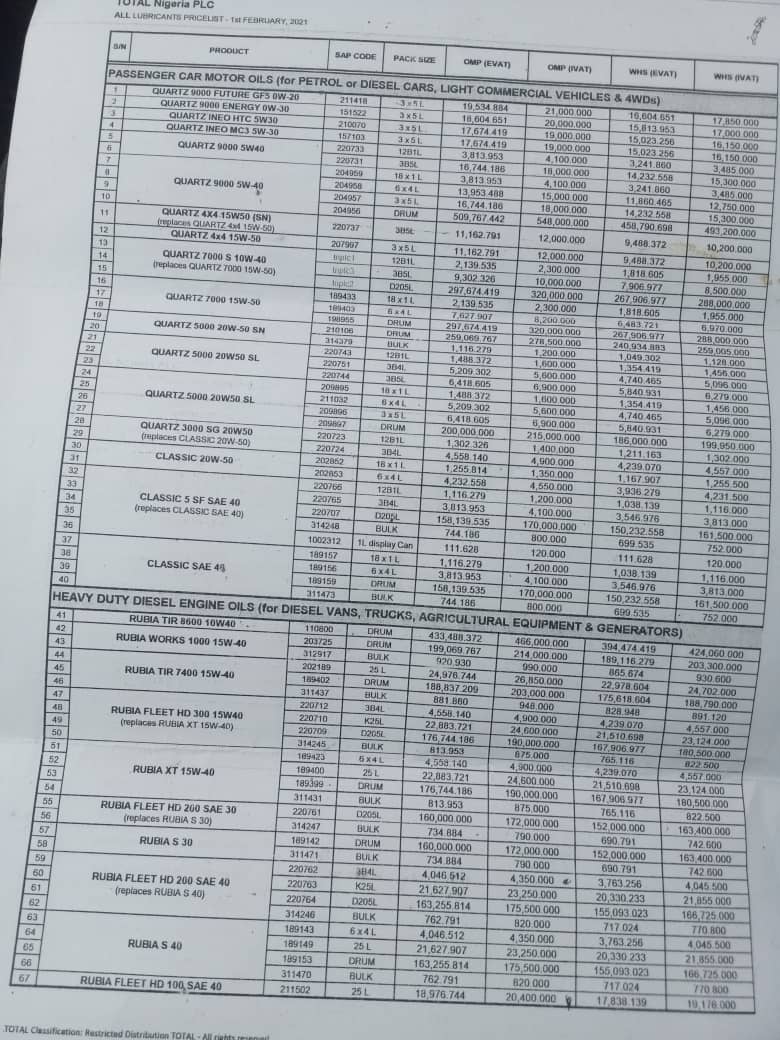 TOTAL Nigeria PLC
ALL LUBRICANTS PRICELIST - 1st FEBRUARY, 2021
S/N PRODUCT SAP CODE PACK SIZE OMP (EVAT) OMP (IVAT) WHS (EVAT) WHS (IVAT)
PASSENGER CAR MOTOR OILS (for PETROL or DIESEL CARS, LIGHT COMMERCIAL VEHICLES & 4WDs)
1 QUARTZ 9000 FUTURE GF5 0W-20 211418 3 x 5 L 19,534.884 21,000.000 16,604.651 17,850.000
2 QUARTZ 9000 ENERGY 0W-30 151522 3 x 5 L 18,604.651 20,000.000 15,813.953 17,000.000
3 QUARTZ INEO HTC 5W30 210070 3 x 5 L 17,674.419 19,000.000 15,023.256 16,150.000
4 QUARTZ INEO MC3 5W-30 157103 3 x 5 L 17,674.419 19,000.000 15,023.256 16,150.000
5 QUARTZ 9000 5W40 220733 12B1L 3,813.953 4,100.000 3,241.860 3,485.000
6 220731 3B5L 16,744.186 18,000.000 14,232.558 15,300.000
7 QUARTZ 9000 5W-40 204959 18 x 1 L 3,813.953 4,100.000 3,241.860 3,485.000
8 204958 6 x 4 L 13,953.488 15,000.000 11,860.465 12,750.000
9 204957 3 x 5 L 16,744.186 18,000.000 14,232.558 15,300.000
10 204956 DRUM 509,767.442 548,000.000 458,790.698 493,200.000
11 QUARTZ 4X4 15W50 (SN) (replaces QUARTZ 4x4 15W-50) 220737 3B5L 11,162.791 12,000.000 9,488.372 10,200.000
12 QUARTZ 4x4 15W-50 207997 3 x 5 L 11,162.791 12,000.000 9,488.372 10,200.000
13 QUARTZ 7000 S 10W-40 (replaces QUARTZ 7000 15W-50) 12B1L 2,139.535 2,300.000 1,818.605 1,955.000
14 3B5L 9,302.326 10,000.000 7,906.977 8,500.000
15 D205L 297,674.419 320,000.000 267,906.977 288,000.000
16 QUARTZ 7000 15W-50 189433 18 x 1 L 2,139.535 2,300.000 1,818.605 1,955.000
17 189403 6 x 4 L 7,627.907 8,200.000 6,483.721 6,970.000
18 198955 DRUM 297,674.419 320,000.000 267,906.977 288,000.000
19 QUARTZ 5000 20W-50 SN 210106 DRUM 259,069.767 278,500.000 240,934.883 259,005.000
20 314379 BULK 1,116.279 1,200.000 1,049.302 1,128.000
21 QUARTZ 5000 20W50 SL 220743 12B1L 1,488.372 1,600.000 1,354.419 1,456.000
22 220751 3B4L 5,209.302 5,600.000 4,740.465 5,096.000
23 220744 3B5L 6,418.605 6,900.000 5,840.931 6,279.000
24 QUARTZ 5000 20W50 SL 209895 18 x 1 L 1,488.372 1,600.000 1,354.419 1,456.000
25 211032 6 x 4 L 5,209.302 5,600.000 4,740.465 5,096.000
26 209896 3 x 5 L 6,418.605 6,900.000 5,840.931 6,279.000
27 209897 DRUM 200,000.000 215,000.000 186,000.000 199,950.000
28 QUARTZ 3000 SG 20W50 (replaces CLASSIC 20W-50) 220723 12B1L 1,302.326 1,400.000 1,211.163 1,302.000
29 220724 3B4L 4,558.140 4,900.000 4,239.070 4,557.000
30 CLASSIC 20W-50 202852 18 x 1 L 1,255.814 1,350.000 1,167.907 1,255.500
31 202853 6 x 4 L 4,232.558 4,550.000 3,936.279 4,231.500
32 CLASSIC 5 SF SAE 40 (replaces CLASSIC SAE 40) 220766 12B1L 1,116.279 1,200.000 1,038.139 1,116.000
33 220765 3B4L 3,813.953 4,100.000 3,546.976 3,813.000
34 220707 D205L 158,139.535 170,000.000 150,232.558 161,500.000
35 314248 BULK 744.186 800.000 699.535 752.000
36 CLASSIC SAE 40 1002312 1L display Can 111.628 120.000 111.628 120.000
37 189157 18 x 1 L 1,116.279 1,200.000 1,038.139 1,116.000
38 189156 6 x 4 L 3,813.953 4,100.000 3,546.976 3,813.000
39 189159 DRUM 158,139.535 170,000.000 150,232.558 161,500.000
40 311473 BULK 744.186 800.000 699.535 752.000
HEAVY DUTY DIESEL ENGINE OILS (for DIESEL VANS, TRUCKS, AGRICULTURAL EQUIPMENT & GENERATORS)
41 RUBIA TIR 8600 10W40 110800 DRUM 433,488.372 466,000.000 394,474.419 424,060.000
42 RUBIA WORKS 1000 15W-40 203725 DRUM 199,069.767 214,000.000 189,116.279 203,300.000
43 312917 BULK 920.930 990.000 865.674 930.600
44 RUBIA TIR 7400 15W-40 202189 25 L 24,976.744 26,850.000 22,978.604 24,702.000
45 189402 DRUM 188,837.209 203,000.000 175,618.604 188,790.000
46 311437 BULK 881.860 948.000 828.948 891.120
47 RUBIA FLEET HD 300 15W40 (replaces RUBIA XT 15W-40) 220712 3B4L 4,558.140 4,900.000 4,239.070 4,557.000
48 220710 K25L 22,883.721 24,600.000 21,510.698 23,124.000
49 220709 D205L 176,744.186 190,000.000 167,906.977 180,500.000
50 314245 BULK 813.953 875.000 765.116 822.500
51 RUBIA XT 15W-40 189423 6 x 4 L 4,558.140 4,900.000 4,239.070 4,557.000
52 189400 25 L 22,883.721 24,600.000 21,510.698 23,124.000
53 189399 DRUM 176,744.186 190,000.000 167,906.977 180,500.000
54 311431 BULK 813.953 875.000 765.116 822.500
55 RUBIA FLEET HD 200 SAE 30 (replaces RUBIA S 30) 220761 D205L 160,000.000 172,000.000 152,000.000 163,400.000
56 314247 BULK 734.884 790.000 690.791 742.600
57 RUBIA S 30 189142 DRUM 160,000.000 172,000.000 152,000.000 163,400.000
58 311471 BULK 734.884 790.000 690.791 742.600
59 RUBIA FLEET HD 200 SAE 40 (replaces RUBIA S 40) 220762 3B4L 4,046.512 4,350.000 3,763.256 4,045.500
60 220763 K25L 21,627.907 23,250.000 20,330.233 21,855.000
61 220764 D205L 163,255.814 175,500.000 155,093.023 166,725.000
62 314246 BULK 762.791 820.000 717.024 770.800
63 RUBIA S 40 189143 6 x 4 L 4,046.512 4,350.000 3,763.256 4,045.500
64 189149 25 L 21,627.907 23,250.000 20,330.233 21,855.000
65 189153 DRUM 163,255.814 175,500.000 155,093.023 166,725.000
66 311470 BULK 762.791 820.000 717.024 770.800
67 RUBIA FLEET HD 100 SAE 40 211502 25 L 18,976.744 20,400.000 17,838.139 19,176.000
TOTAL Classification: Restricted Distribution TOTAL - All rights reserved